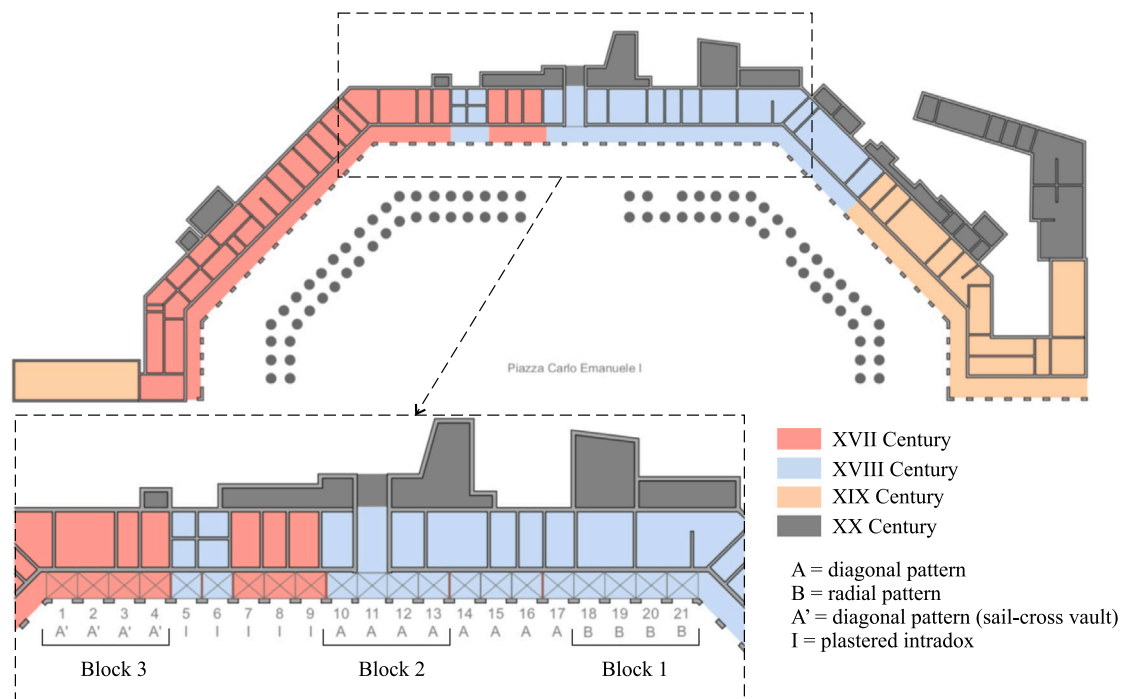 Piazza Carlo Emanuele I
XVII Century
XVIII Century
XIX Century
XX Century
A = diagonal pattern
B = radial pattern
A' = diagonal pattern (sail-cross vault)
I = plastered intradox
1 2 3 4 5 6 7 8 9 10 11 12 13 14 15 16 17 18 19 20 21
A' A' A' A' I I I I I A A A A A A A A B B B B
Block 3 Block 2 Block 1